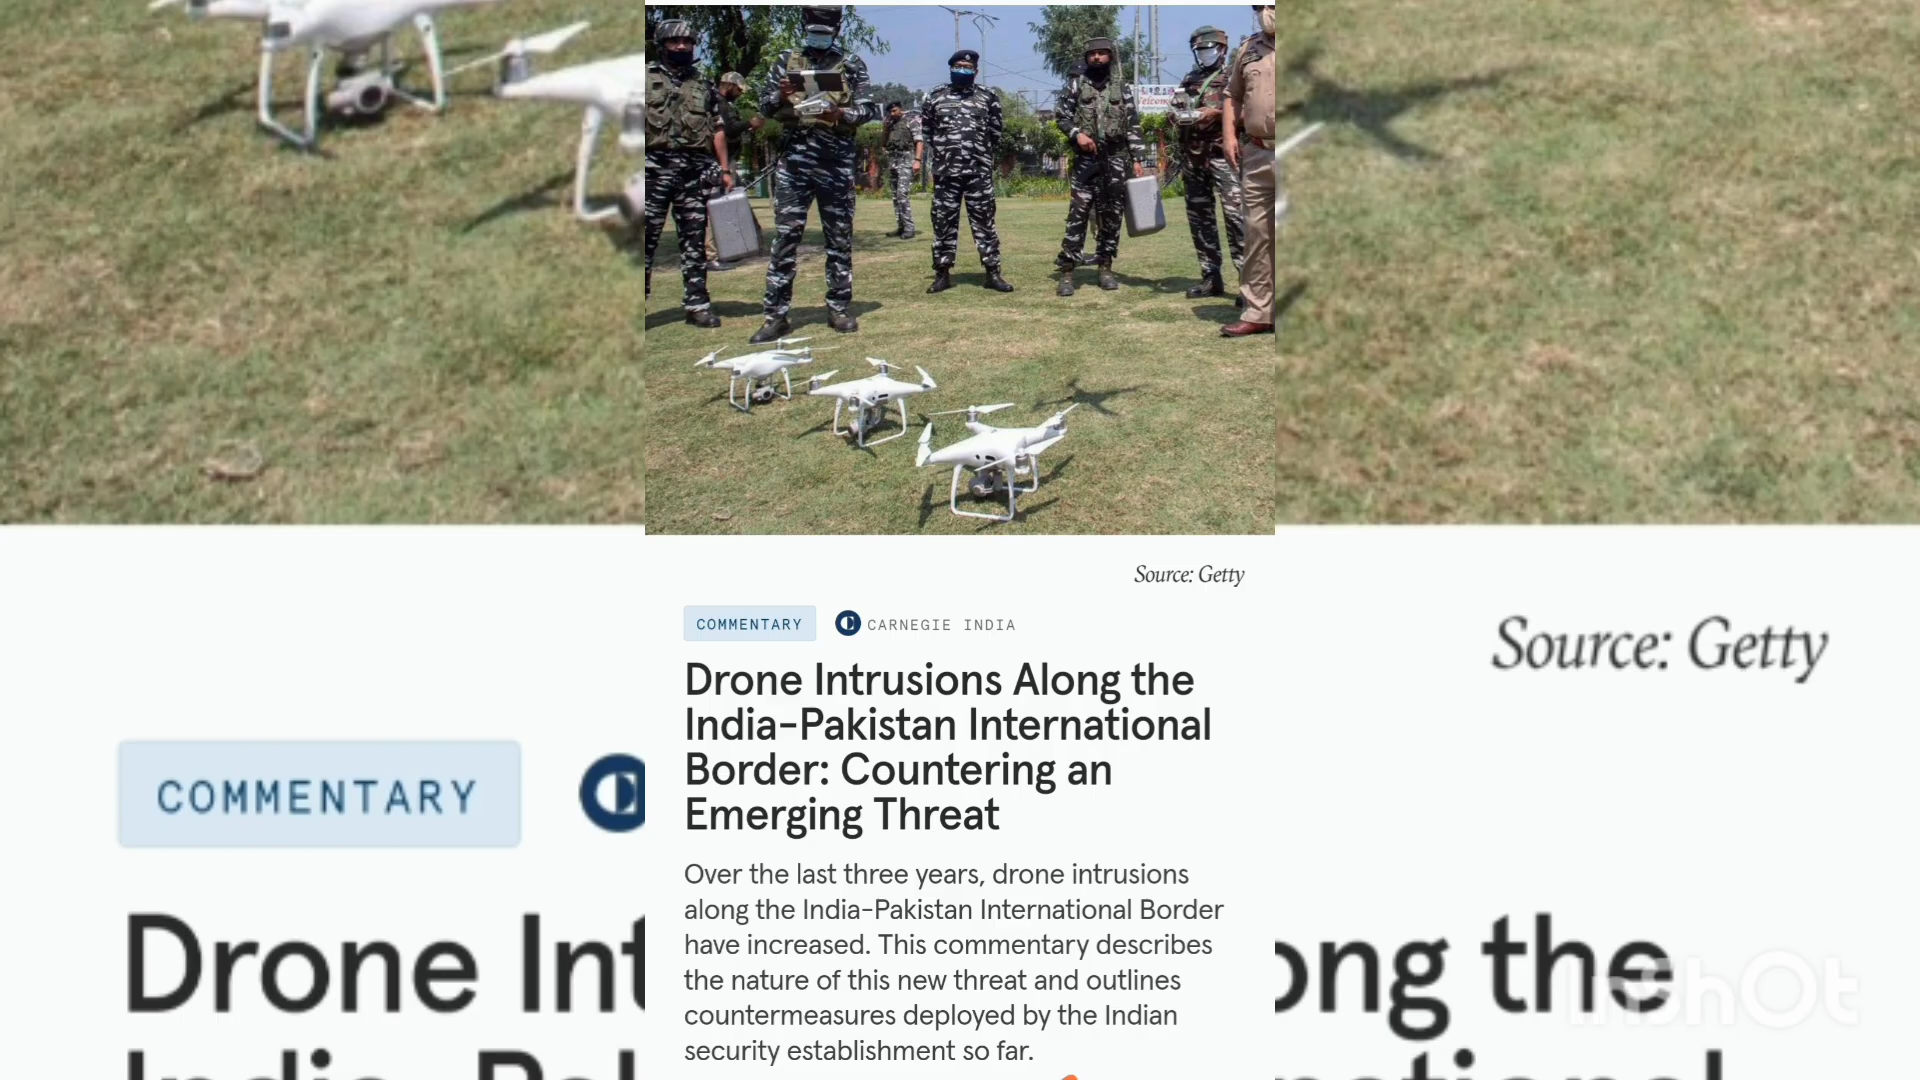 Welcome
Source: Getty
COMMENTARY
CARNEGIE INDIA
Drone Intrusions Along the
India-Pakistan International
Border: Countering an
Emerging Threat
Over the last three years, drone intrusions
along the India-Pakistan International Border
have increased. This commentary describes
the nature of this new threat and outlines
countermeasures deployed by the Indian
security establishment so far.
Source: Getty
COMMENTARY
Drone Int
ong the
InShOt